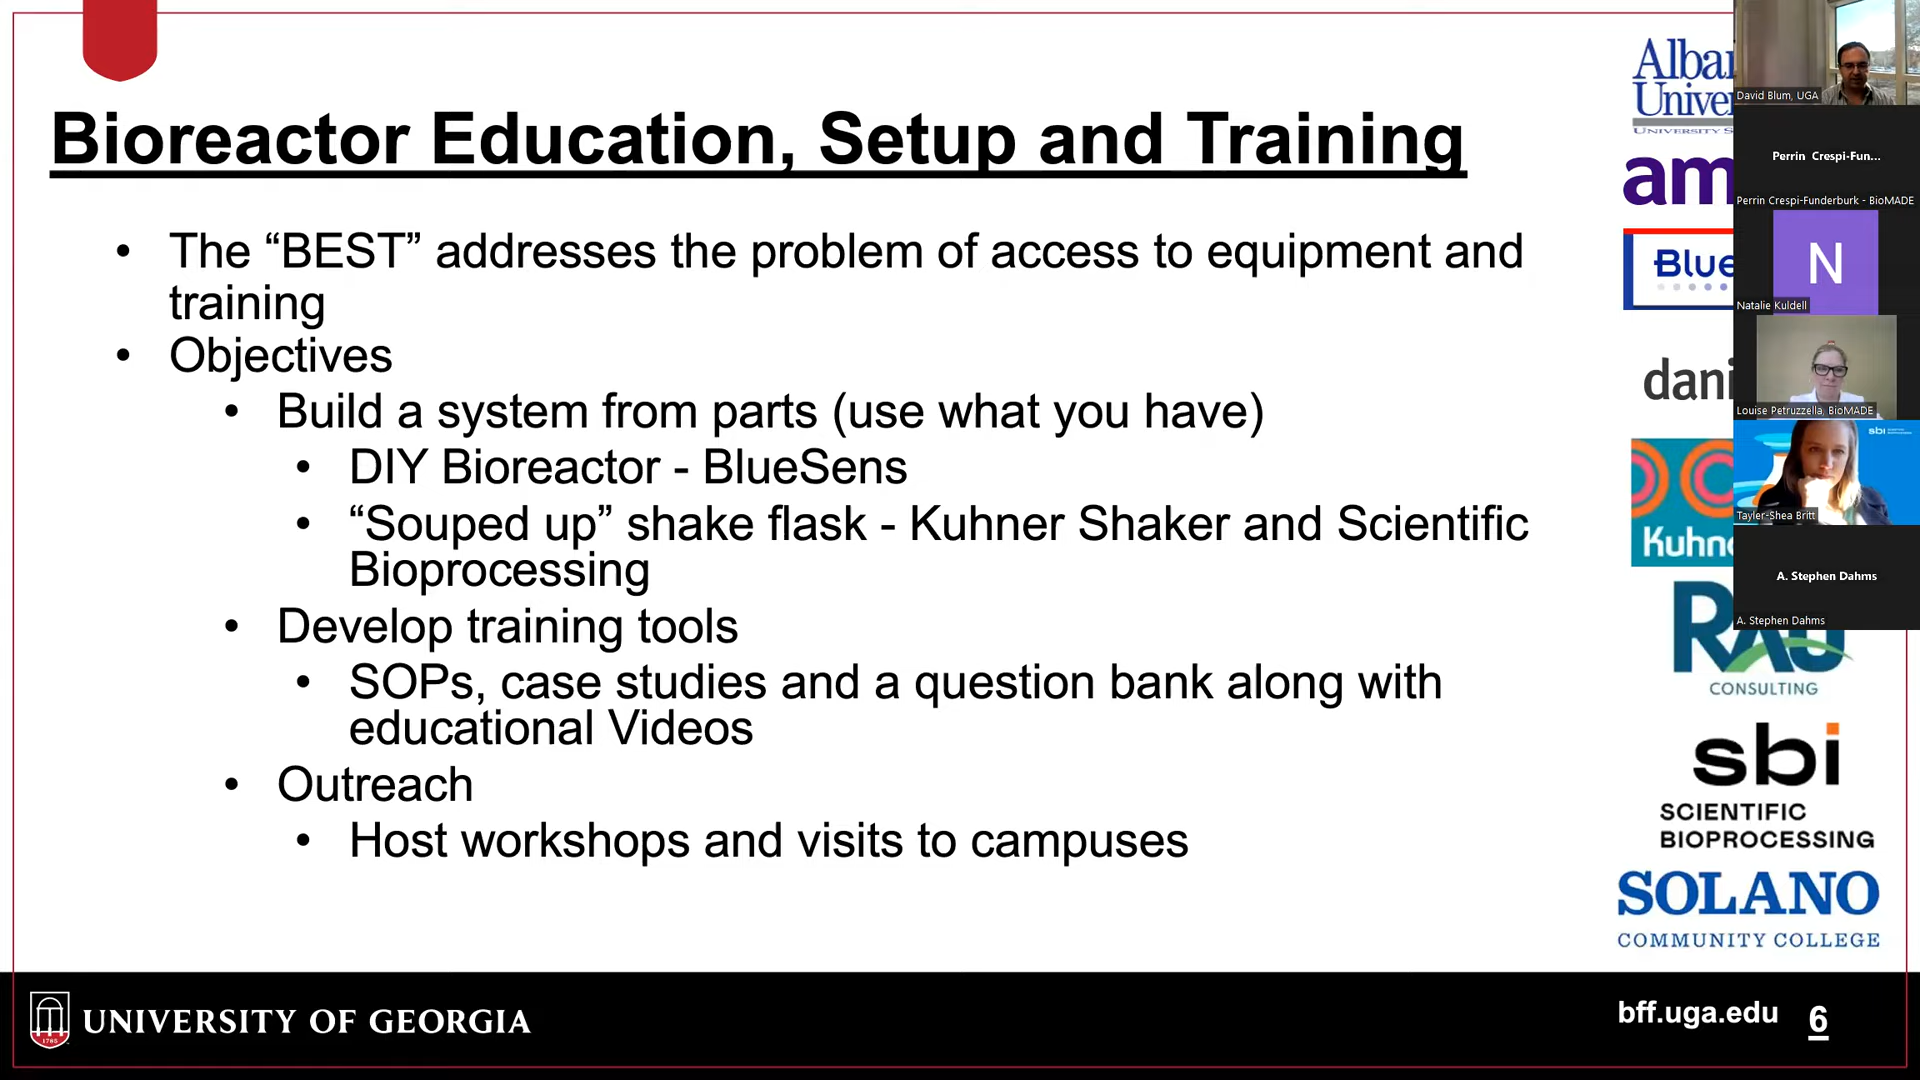 Bioreactor Education, Setup and Training
• The “BEST” addresses the problem of access to equipment and
training
• Objectives
• Build a system from parts (use what you have)
• DIY Bioreactor - BlueSens
• “Souped up” shake flask - Kuhner Shaker and Scientific
Bioprocessing
• Develop training tools
• SOPs, case studies and a question bank along with
educational Videos
• Outreach
• Host workshops and visits to campuses
Blue
RAU
CONSULTING
sbi
SCIENTIFIC
BIOPROCESSING
SOLANO
COMMUNITY COLLEGE
David Blum, UGA
Perrin Crespi-Fun...
Perrin Crespi-Funderburk - BioMADE
N
Natalie Kuldell
Louise Petruzzella, BioMADE
sbi
Tayler-Shea Britt
A. Stephen Dahms
A. Stephen Dahms
1785
UNIVERSITY OF GEORGIA
bff.uga.edu
6